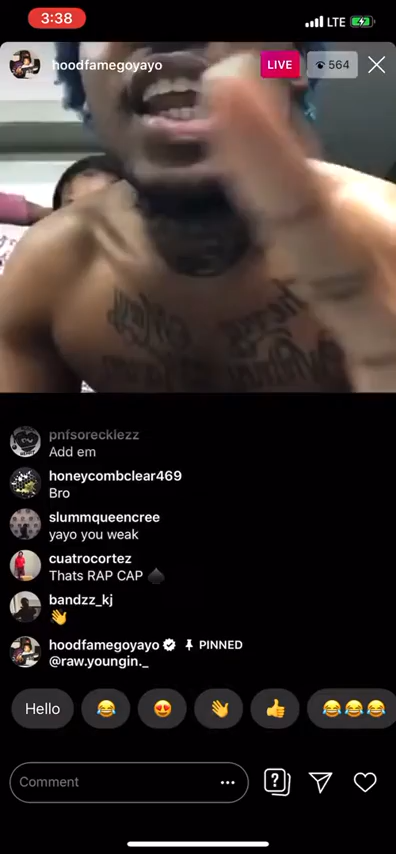 3:38
LTE
hoodfamegoyayo
LIVE
564
pnfsorecklezz
Add em
honeycombclear469
Bro
slummqueencree
yayo you weak
cuatrocortez
Thats RAP CAP ♠️
bandzz_kj
👋
hoodfamegoyayo PINNED
@raw.youngin._
Hello 😂 😍 👋 👍 😂😂😂
Comment